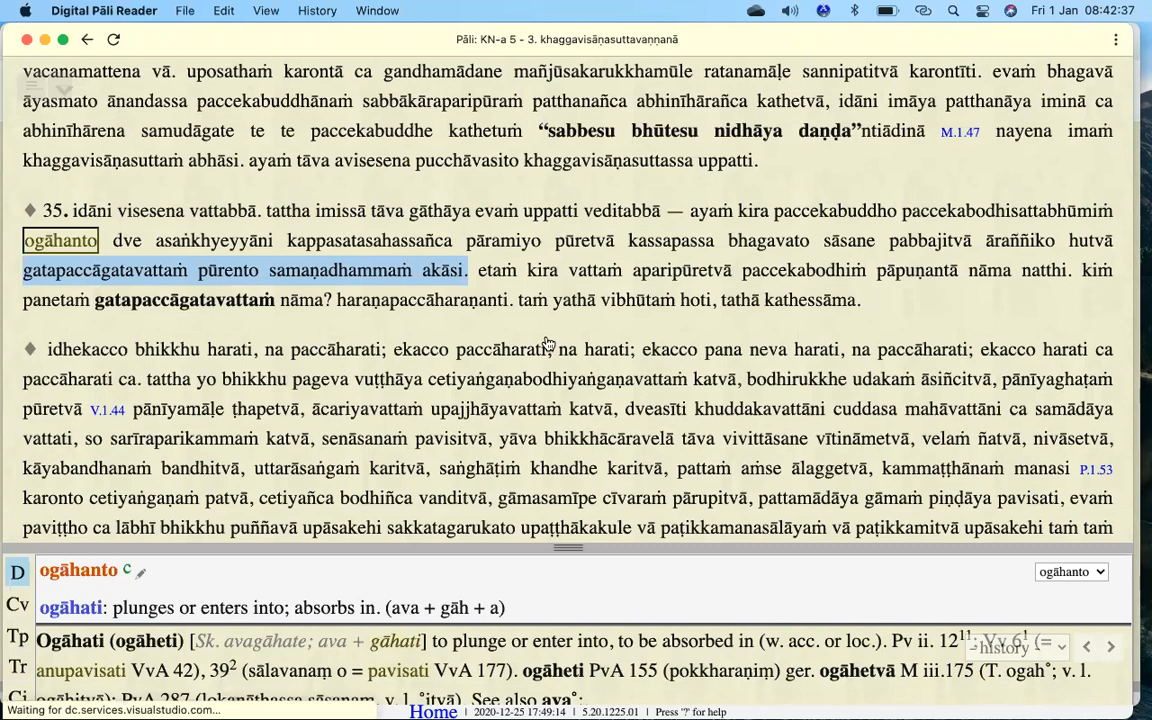 Digital Pāli Reader File Edit View History Window Fri 1 Jan 08:42:37
Pāli: KN-a 5 - 3. khaggavisāṇasuttavaṇṇanā
vacanamattena vā. uposathaṁ karontā ca gandhamādane mañjūsakarukkhamūle ratanamāḷe sannipatitvā karontīti. evaṁ bhagavā
āyasmato ānandassa paccekabuddhānaṁ sabbākāraparipūraṁ patthanañca abhinīhārañca kathetvā, idāni imāya patthanāya iminā ca
abhinīhārena samudāgate te te paccekabuddhe kathetuṁ “sabbesu bhūtesu nidhāya daṇḍa”ntiādinā M.1.47 nayena imaṁ
khaggavisāṇasuttaṁ abhāsi. ayaṁ tāva avisesena pucchāvasito khaggavisāṇasuttassa uppatti.
♦ 35. idāni visesena vattabbā. tattha imissā tāva gāthāya evaṁ uppatti veditabbā — ayaṁ kira paccekabuddho paccekabodhisattabhūmiṁ
ogāhanto dve asaṅkhyeyyāni kappasatasahassañca pāramiyo pūretvā kassapassa bhagavato sāsane pabbajitvā āraññiko hutvā
gatapaccāgatavattaṁ pūrento samaṇadhammaṁ akāsi. etaṁ kira vattaṁ aparipūretvā paccekabodhiṁ pāpuṇantā nāma natthi. kiṁ
panetaṁ gatapaccāgatavattaṁ nāma? haraṇapaccāharaṇanti. taṁ yathā vibhūtaṁ hoti, tathā kathessāma.
♦ idhekacco bhikkhu harati, na paccāharati; ekacco paccāharati, na harati; ekacco pana neva harati, na paccāharati; ekacco harati ca
paccāharati ca. tattha yo bhikkhu pageva vuṭṭhāya cetiyaṅgaṇabodhiyaṅgaṇavattaṁ katvā, bodhirukkhe udakaṁ āsiñcitvā, pānīyaghaṭaṁ
pūretvā V.1.44 pānīyamāḷe ṭhapetvā, ācariyavattaṁ upajjhāyavattaṁ katvā, dveasīti khuddakavattāni cuddasa mahāvattāni ca samādāya
vattati, so sarīraparikammaṁ katvā, senāsanaṁ pavisitvā, yāva bhikkhācāravelā tāva vivittāsane vītināmetvā, velaṁ ñatvā, nivāsetvā,
kāyabandhanaṁ bandhitvā, uttarāsaṅgaṁ karitvā, saṅghāṭiṁ khandhe karitvā, pattaṁ aṁse ālaggetvā, kammaṭṭhānaṁ manasi P.1.53
karonto cetiyaṅgaṇaṁ patvā, cetiyañca bodhiñca vanditvā, gāmasamīpe cīvaraṁ pārupitvā, pattamādāya gāmaṁ piṇḍāya pavisati, evaṁ
paviṭṭho ca lābhī bhikkhu puññavā upāsakehi sakkatagarukato upaṭṭhākakule vā paṭikkamanasālāyaṁ vā paṭikkamitvā upāsakehi taṁ taṁ
D ogāhanto c ogāhanto
Cv ogāhati: plunges or enters into; absorbs in. (ava + gāh + a)
Tp Ogāhati (ogāheti) [Sk. avagāhate; ava + gāhati] to plunge or enter into, to be absorbed in (w. acc. or loc.). Pv ii. 12¹¹; Vv 6¹ (=
- history -
Tr anupavisati VvA 42), 39² (sālavanaṁ o = pavisati VvA 177). ogāheti PvA 155 (pokkharaṇiṁ) ger. ogāhetvā M iii.175 (T. ogah˚; v. l.
Ci ogāhitvā); PvA 287 (lokanāthassa sāsanaṁ, v. l. ˚itvā). See also ava˚;
Waiting for dc.services.visualstudio.com... Home | 2020-12-25 17:49:14 | 5.20.1225.01 | Press '?' for help